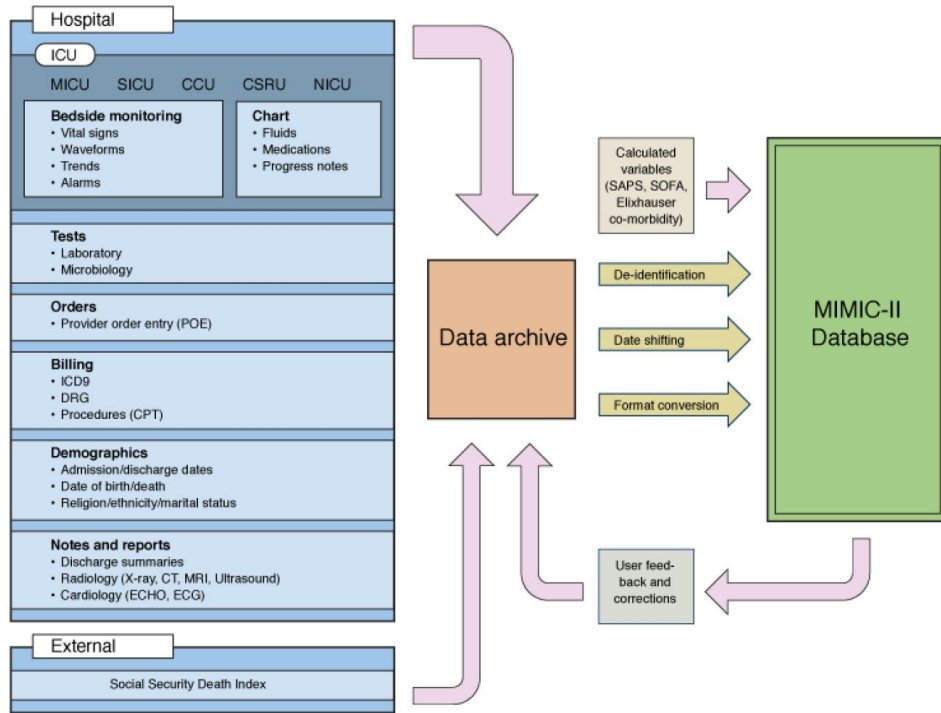 Hospital
ICU
MICU SICU CCU CSRU NICU
Bedside monitoring
• Vital signs
• Waveforms
• Trends
• Alarms
Chart
• Fluids
• Medications
• Progress notes
Tests
• Laboratory
• Microbiology
Orders
• Provider order entry (POE)
Billing
• ICD9
• DRG
• Procedures (CPT)
Demographics
• Admission/discharge dates
• Date of birth/death
• Religion/ethnicity/marital status
Notes and reports
• Discharge summaries
• Radiology (X-ray, CT, MRI, Ultrasound)
• Cardiology (ECHO, ECG)
External
Social Security Death Index
Data archive
Calculated
variables
(SAPS, SOFA,
Elixhauser
co-morbidity)
De-identification
Date shifting
Format conversion
MIMIC-II
Database
User feed-
back and
corrections